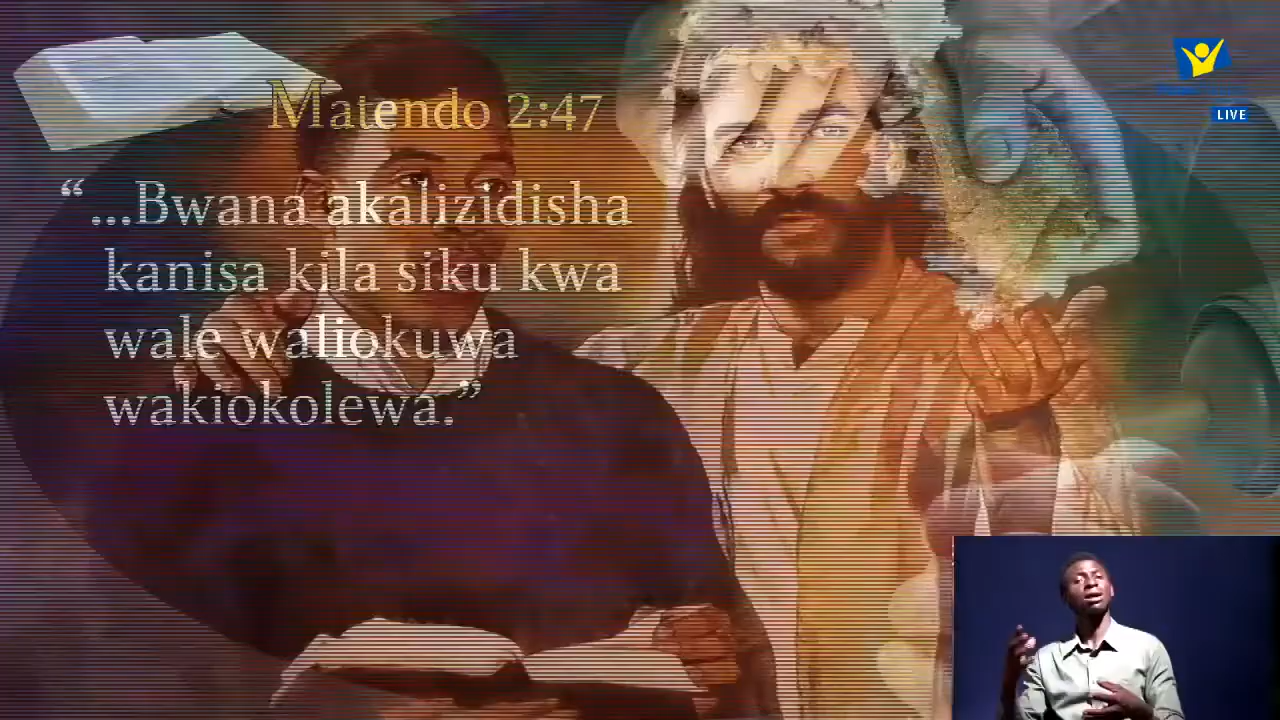 Matendo 2:47
“...Bwana akalizidisha
kanisa kila siku kwa
wale waliokuwa
wakiokolewa.”
LIVE